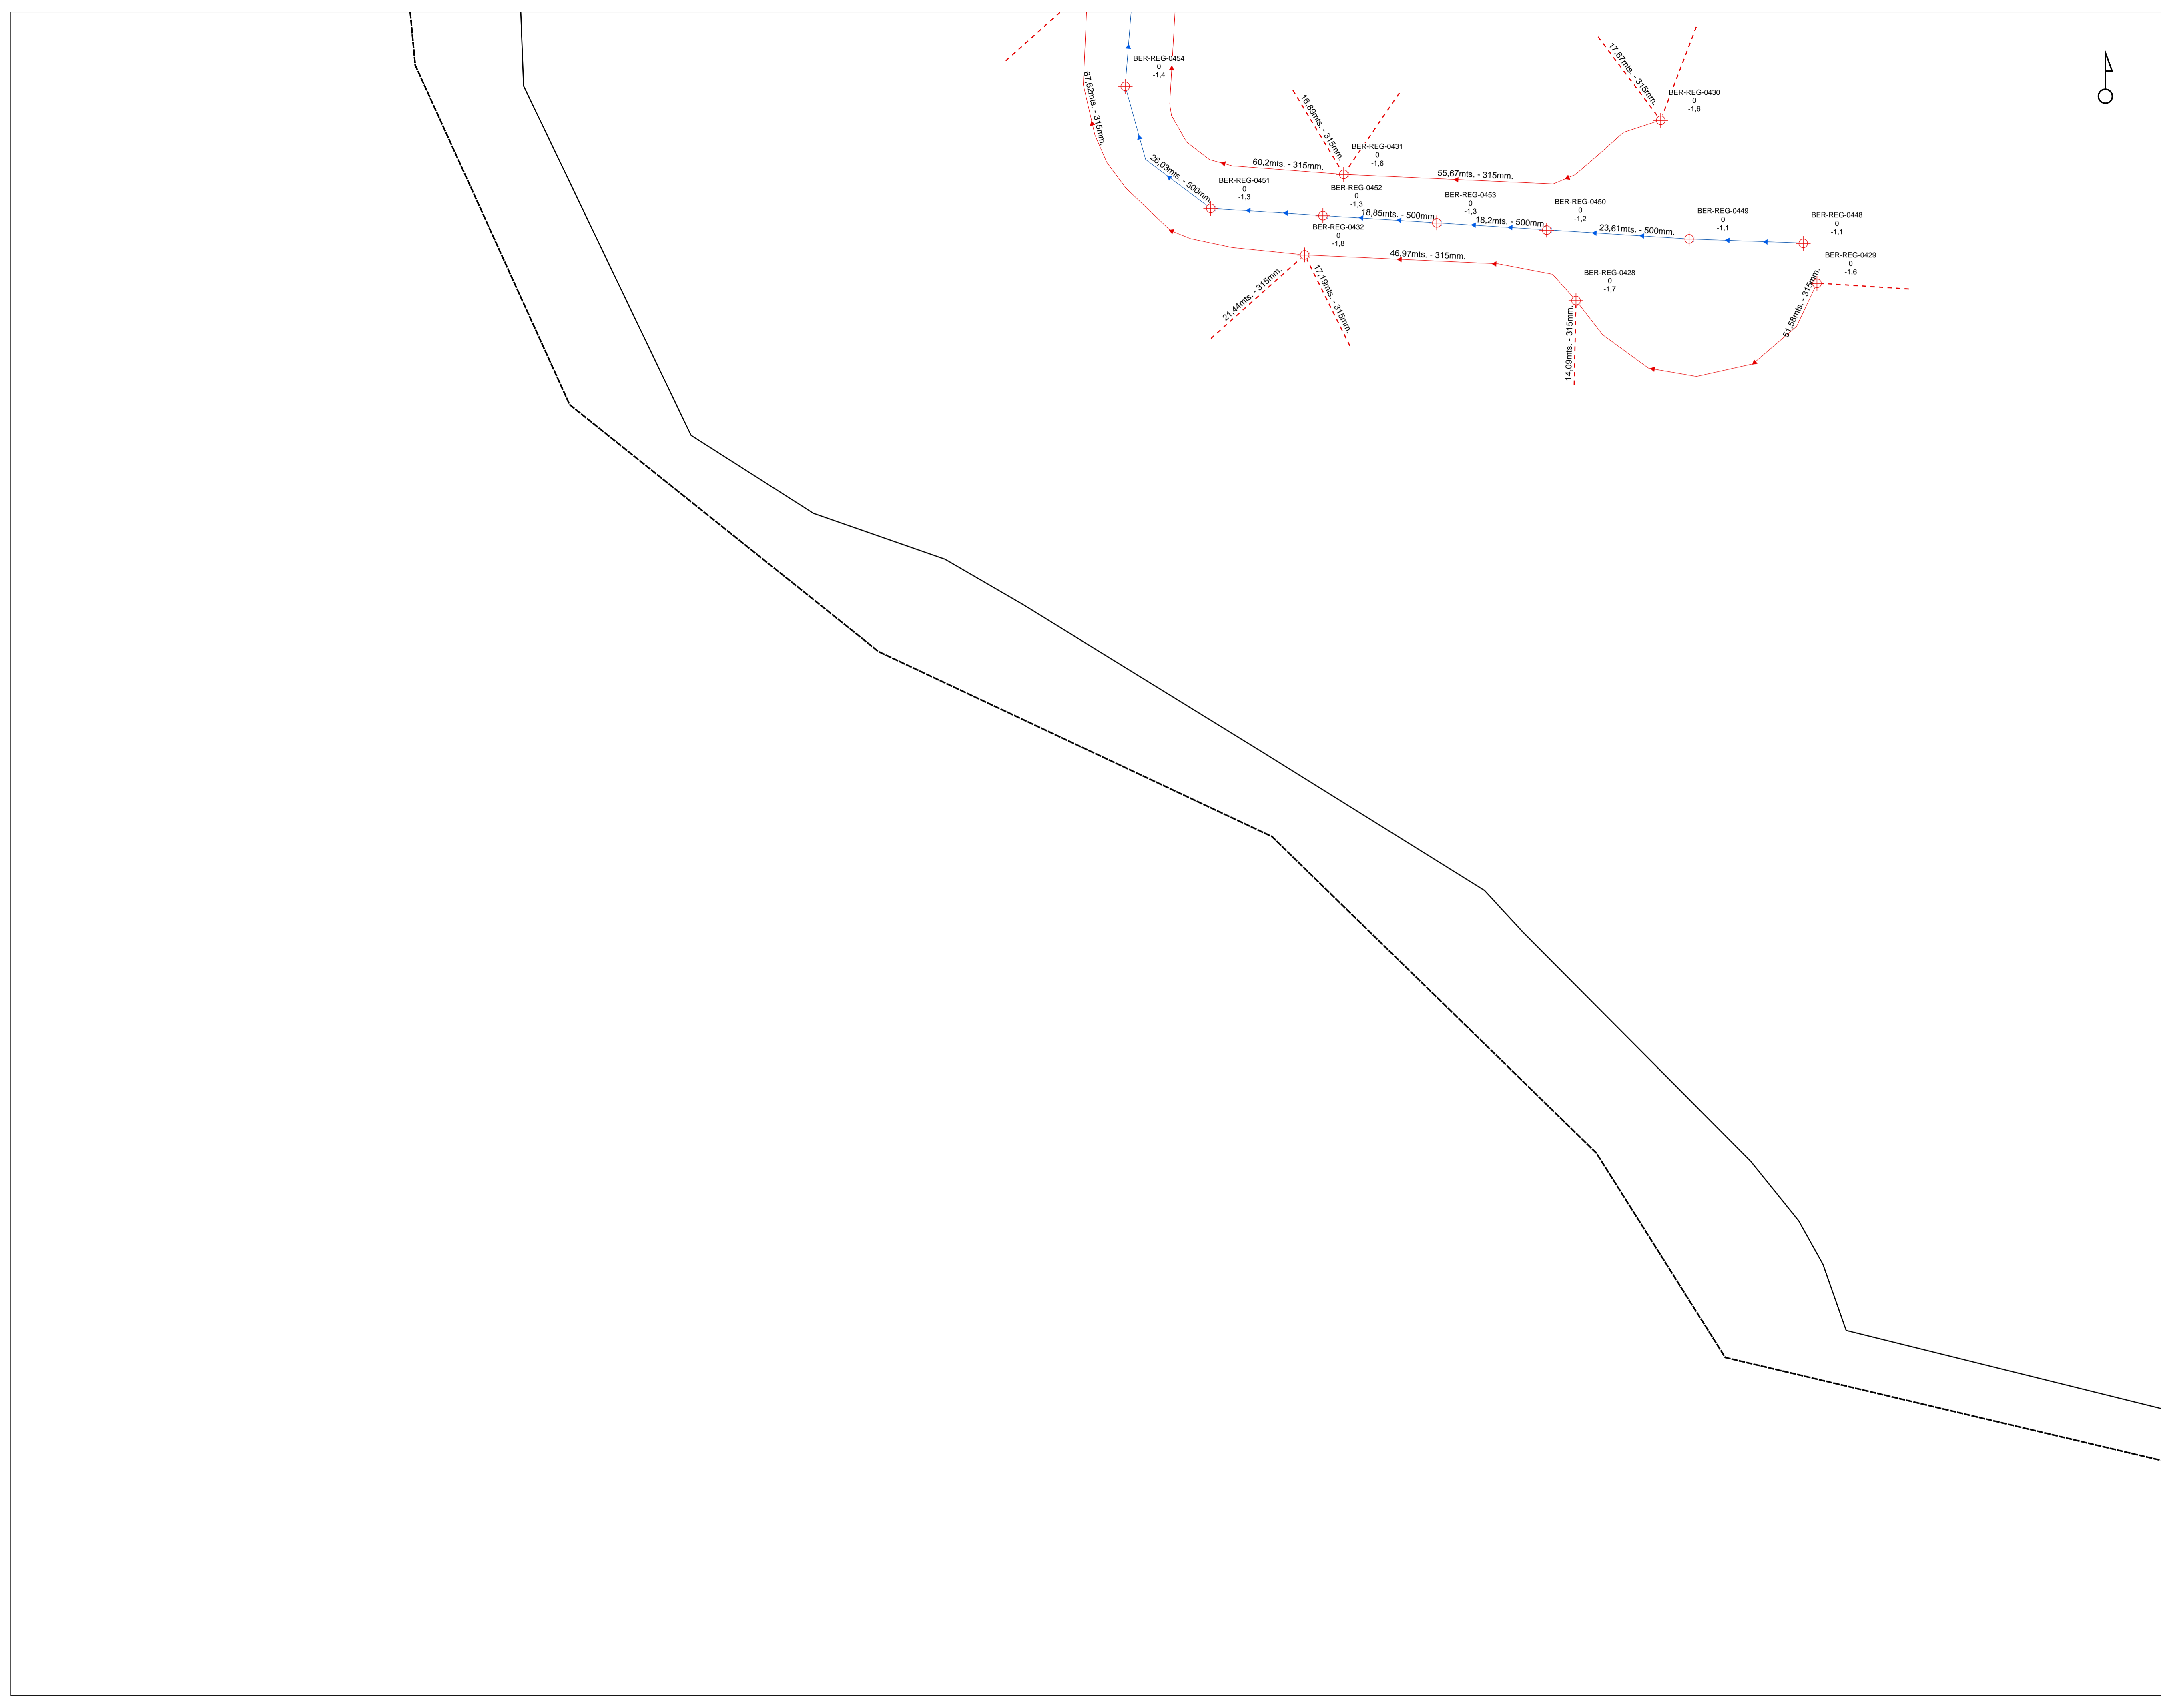 BER-REG-0454
0
-1,4
67,62mts. - 315mm.
26,03mts. - 500mm.
16,89mts. - 315mm.
BER-REG-0431
0
-1,6
60,2mts. - 315mm.
55,67mts. - 315mm.
17,67mts. - 315mm.
BER-REG-0430
0
-1,6
BER-REG-0451
0
-1,3
BER-REG-0452
0
-1,3
18,85mts. - 500mm.
BER-REG-0453
0
-1,3
18,2mts. - 500mm.
BER-REG-0450
0
-1,2
23,61mts. - 500mm.
BER-REG-0449
0
-1,1
BER-REG-0448
0
-1,1
BER-REG-0432
0
-1,8
46,97mts. - 315mm.
BER-REG-0429
0
-1,6
BER-REG-0428
0
-1,7
21,44mts. - 315mm.
17,19mts. - 315mm.
14,09mts. - 315mm.
51,58mts. - 315mm.